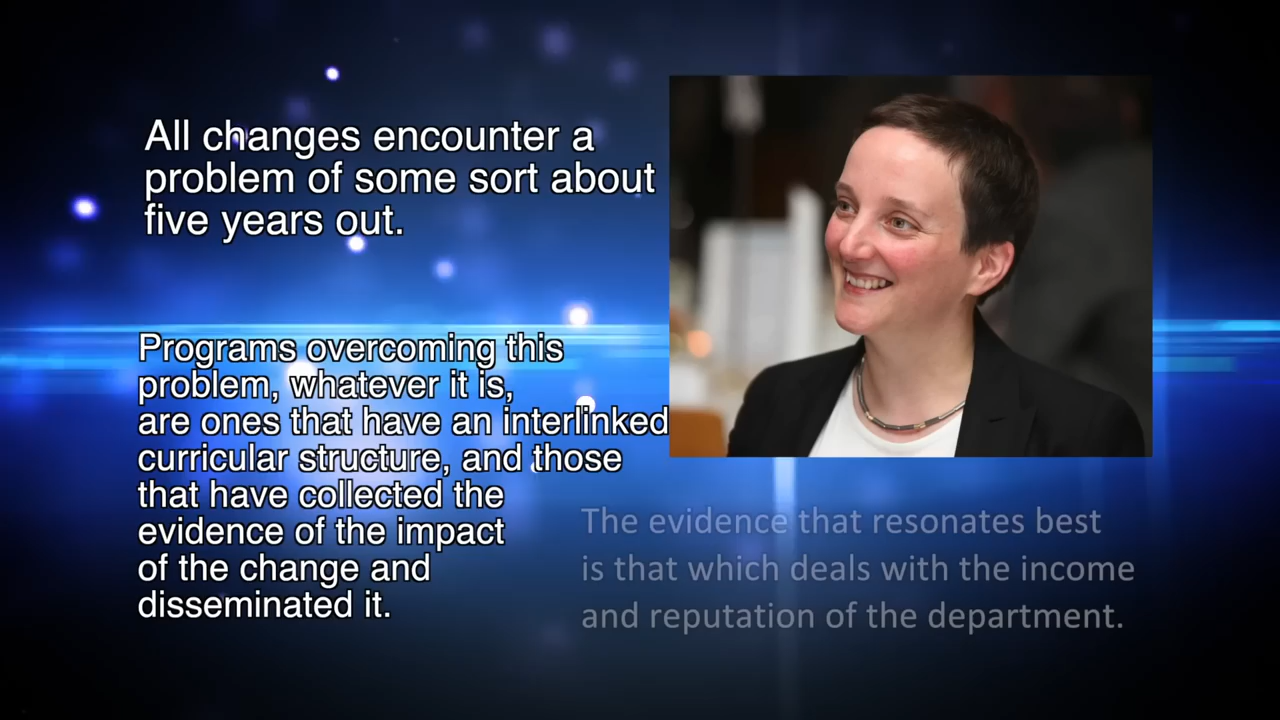 All changes encounter a
problem of some sort about
five years out.
Programs overcoming this
problem, whatever it is,
are ones that have an interlinked
curricular structure, and those
that have collected the
evidence of the impact
of the change and
disseminated it.
The evidence that resonates best
is that which deals with the income
and reputation of the department.